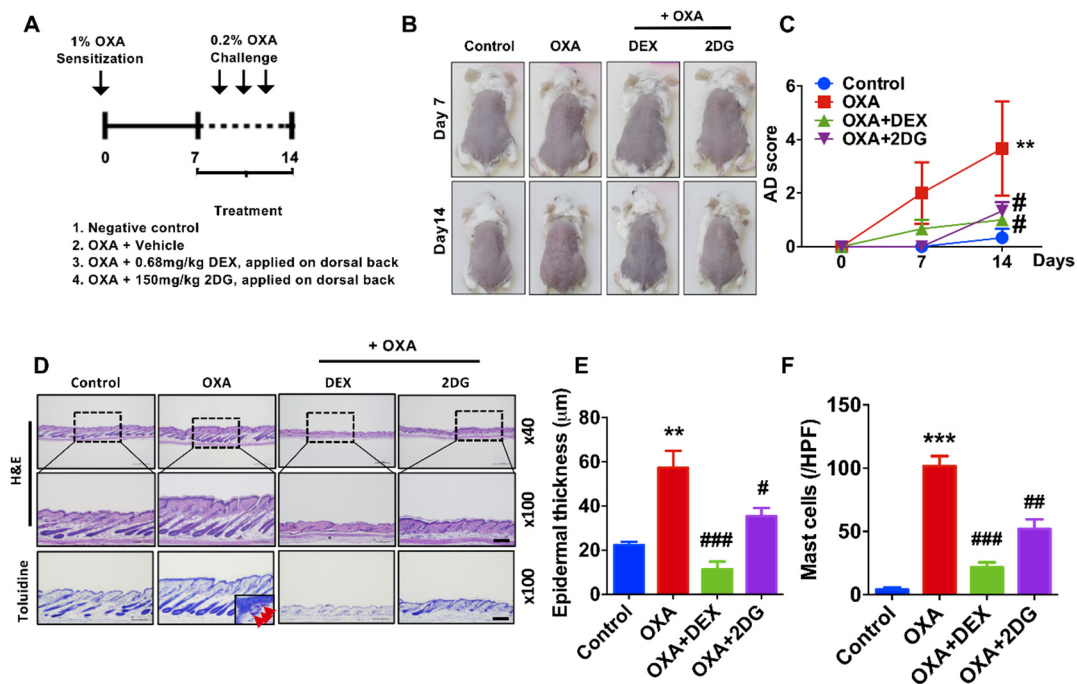 A
1% OXA
Sensitization
0.2% OXA
Challenge
0
7
14
Treatment
1. Negative control
2. OXA + Vehicle
3. OXA + 0.68mg/kg DEX, applied on dorsal back
4. OXA + 150mg/kg 2DG, applied on dorsal back
B
+ OXA
Control
OXA
DEX
2DG
Day 7
Day14
C
Control
OXA
OXA+DEX
OXA+2DG
AD score
6
4
2
0
**
#
#
0
7
14
Days
D
+ OXA
Control
OXA
DEX
2DG
H&E
Toluidine
x40
x100
x100
E
Epidermal thickness (μm)
80
60
40
20
0
**
###
#
Control
OXA
OXA+DEX
OXA+2DG
F
Mast cells (/HPF)
150
100
50
0
***
###
##
Control
OXA
OXA+DEX
OXA+2DG